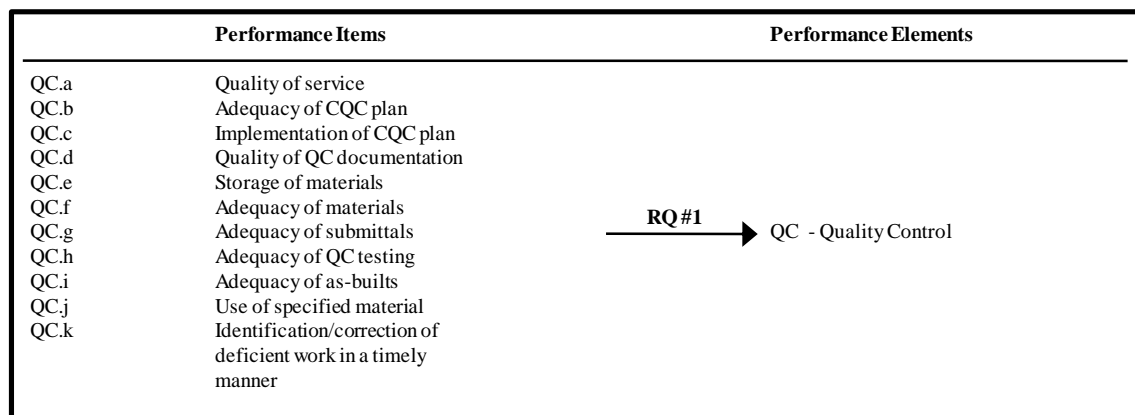 Performance Items Performance Elements
QC.a Quality of service
QC.b Adequacy of CQC plan
QC.c Implementation of CQC plan
QC.d Quality of QC documentation
QC.e Storage of materials
QC.f Adequacy of materials
RQ #1
QC.g Adequacy of submittals QC - Quality Control
QC.h Adequacy of QC testing
QC.i Adequacy of as-builts
QC.j Use of specified material
QC.k Identification/correction of
deficient work in a timely
manner